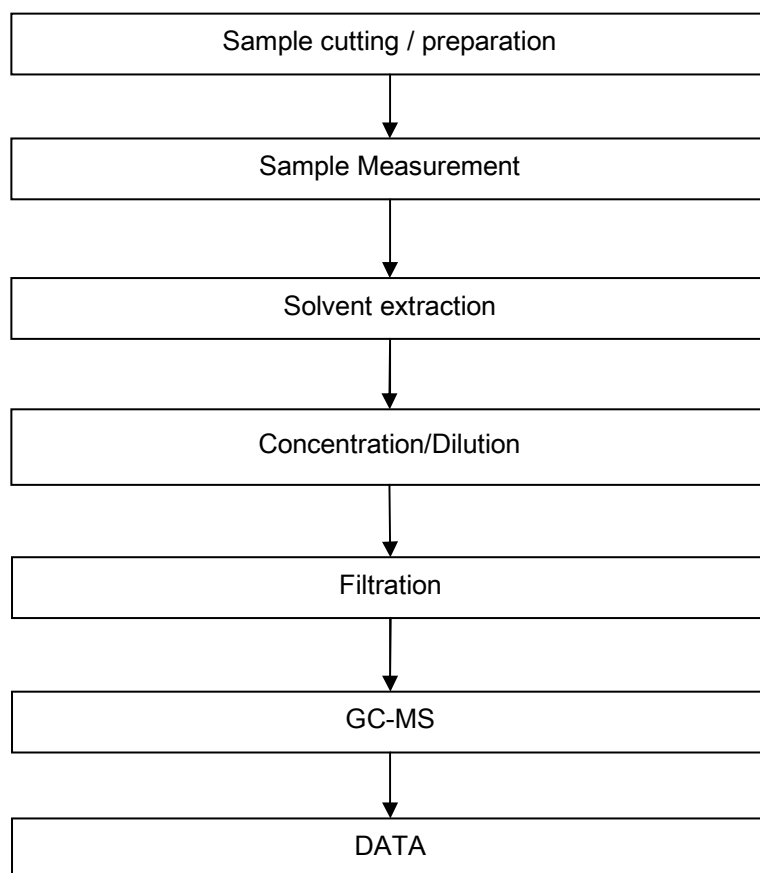 Sample cutting / preparation
Sample Measurement
Solvent extraction
Concentration/Dilution
Filtration
GC-MS
DATA